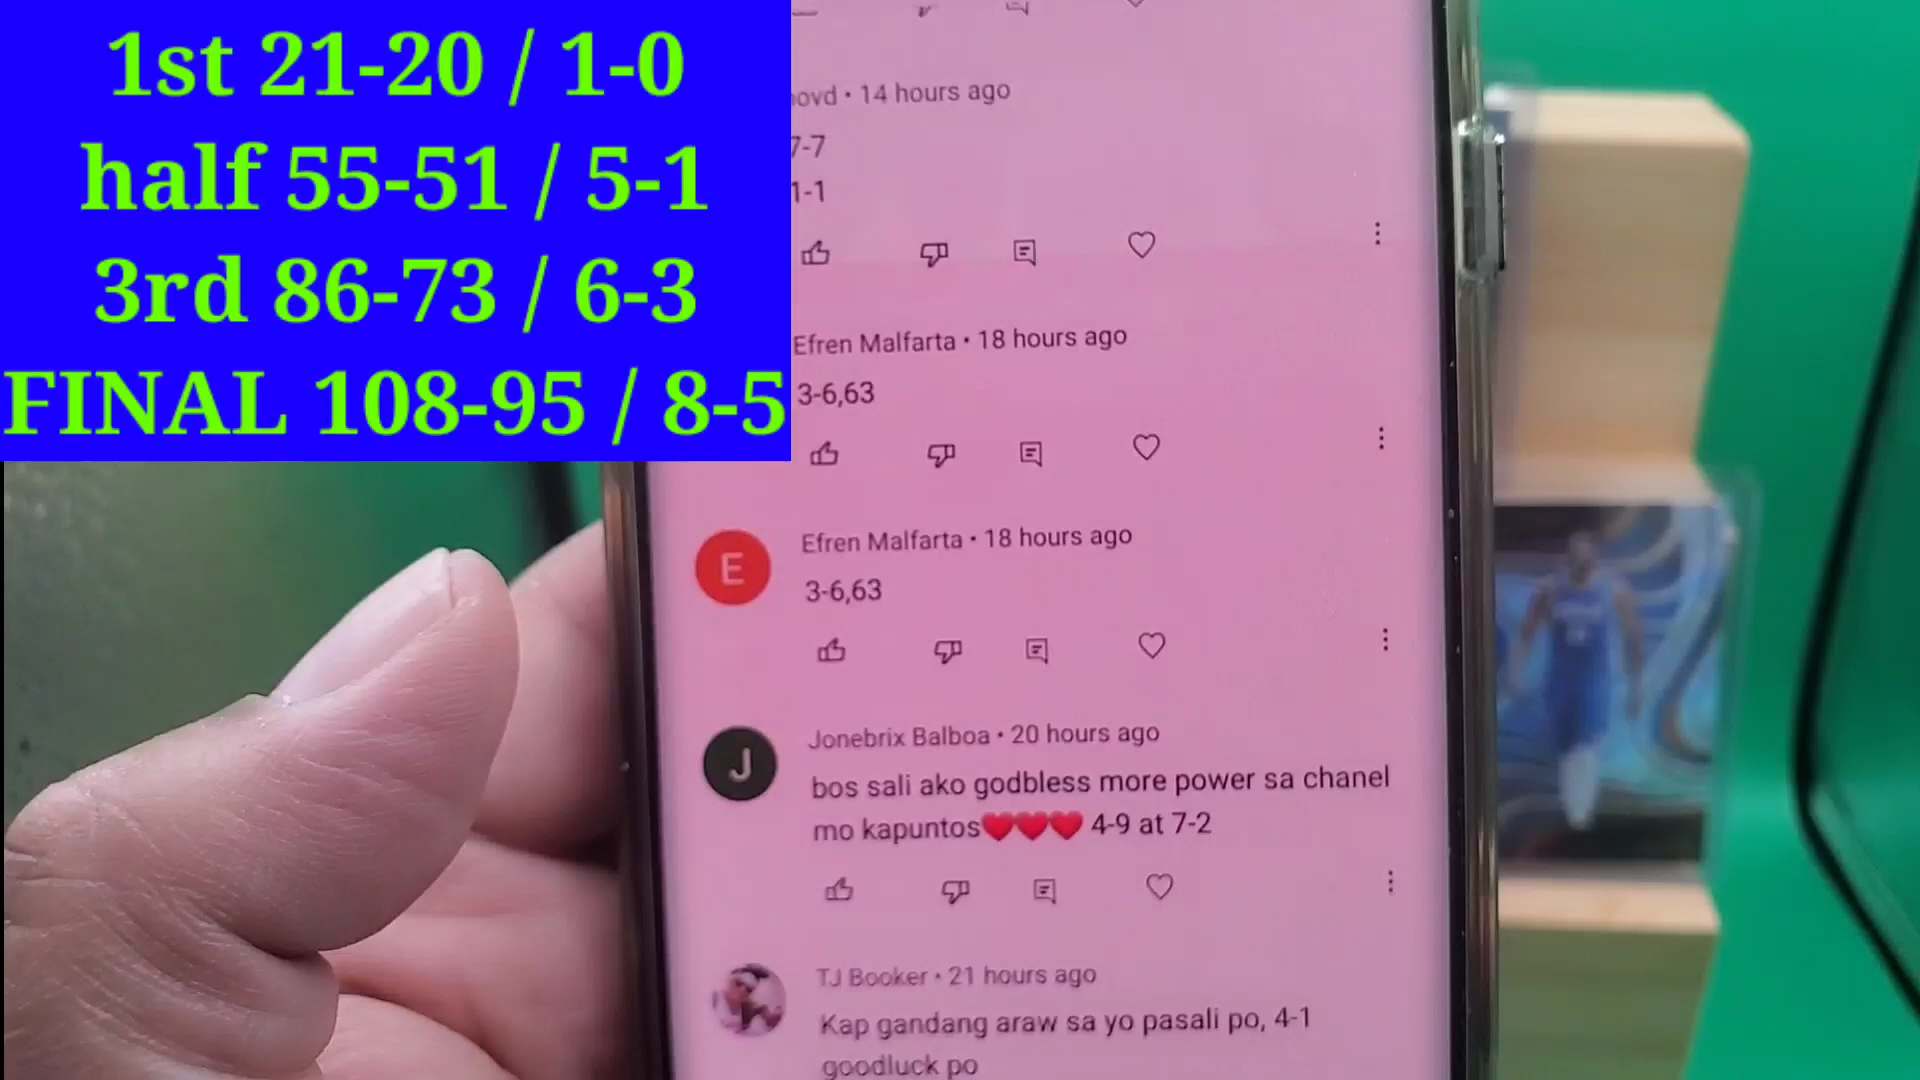 1st 21-20 / 1-0
half 55-51 / 5-1
3rd 86-73 / 6-3
FINAL 108-95 / 8-5
14 hours ago
7-7
1-1
Efren Malfarta • 18 hours ago
3-6,63
E
Efren Malfarta • 18 hours ago
3-6,63
J
Jonebrix Balboa • 20 hours ago
bos sali ako godbless more power sa chanel
mo kapuntos❤️❤️❤️ 4-9 at 7-2
TJ Booker • 21 hours ago
Kap gandang araw sa yo pasali po, 4-1
goodluck po